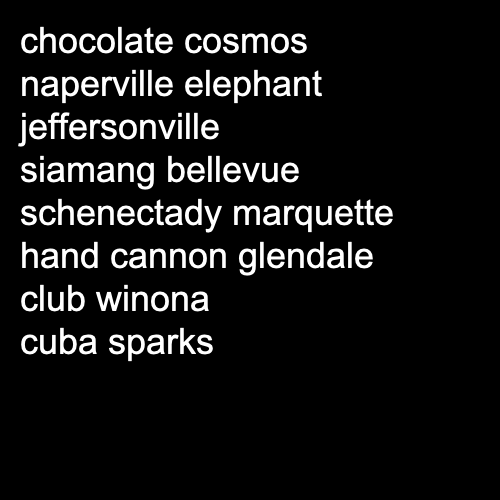 chocolate cosmos
naperville elephant
jeffersonville
siamang bellevue
schenectady marquette
hand cannon glendale
club winona
cuba sparks